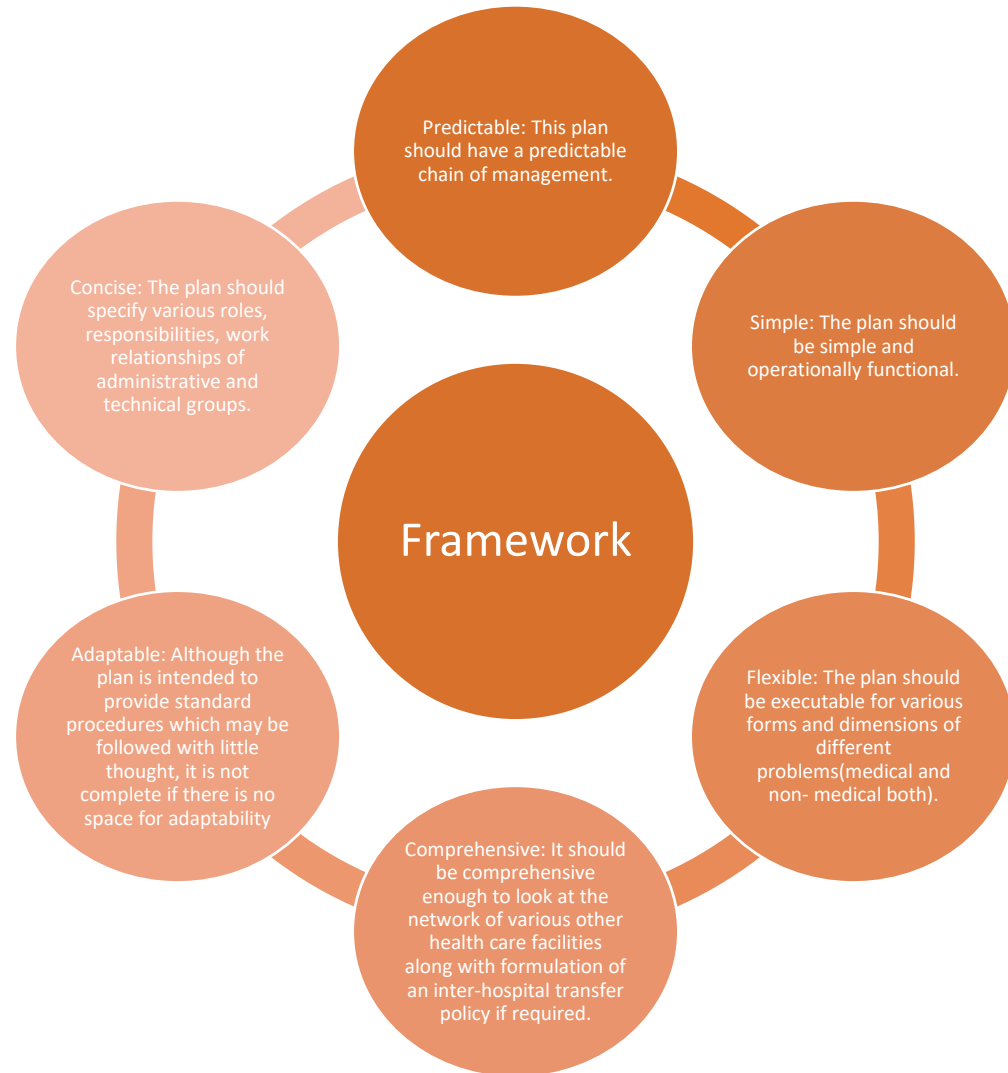 Predictable: This plan
should have a predictable
chain of management.
Simple: The plan should
be simple and
operationally functional.
Flexible: The plan should
be executable for various
forms and dimensions of
different
problems(medical and
non- medical both).
Comprehensive: It should
be comprehensive
enough to look at the
network of various other
health care facilities
along with formulation of
an inter-hospital transfer
policy if required.
Adaptable: Although the
plan is intended to
provide standard
procedures which may be
followed with little
thought, it is not
complete if there is no
space for adaptability
Concise: The plan should
specify various roles,
responsibilities, work
relationships of
administrative and
technical groups.
Framework